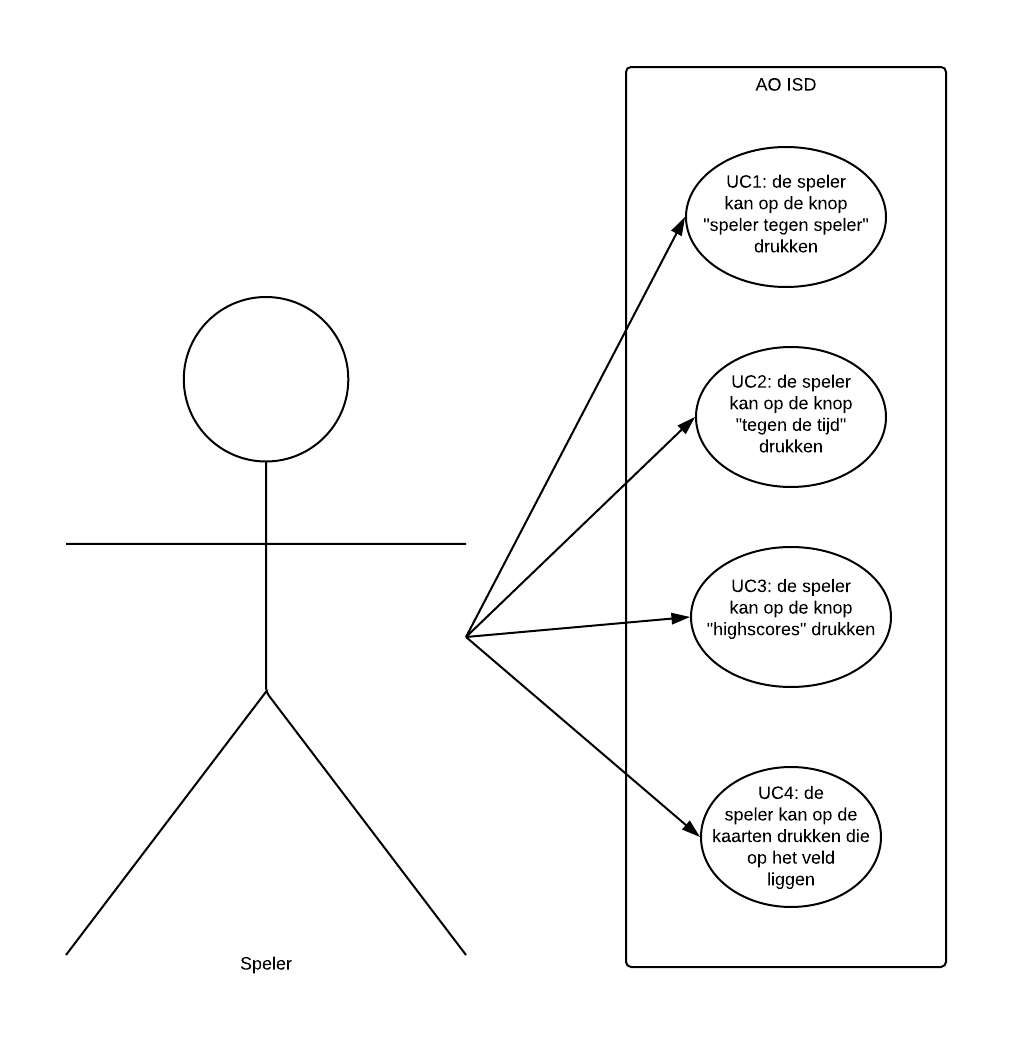 AO ISD
UC1: de speler
kan op de knop
"speler tegen speler"
drukken
UC2: de speler
kan op de knop
"tegen de tijd"
drukken
UC3: de speler
kan op de knop
"highscores" drukken
UC4: de
speler kan op de
kaarten drukken die
op het veld
liggen
Speler